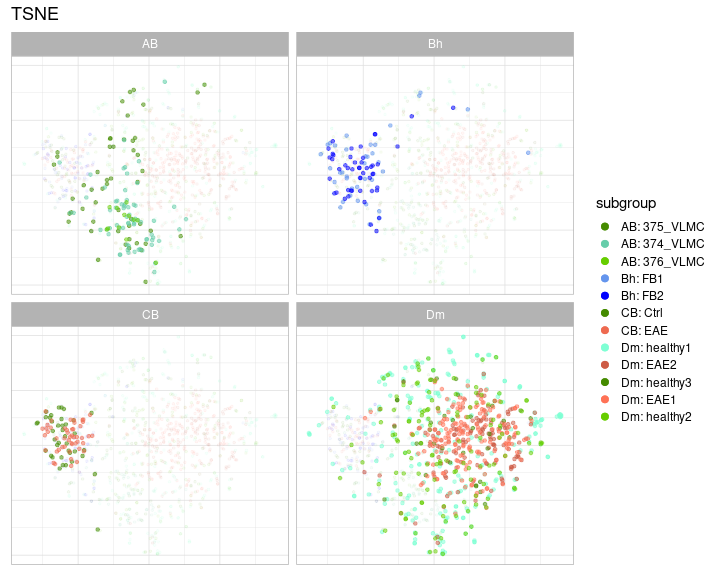 TSNE
AB
Bh
CB
Dm
subgroup
AB: 375_VLMC
AB: 374_VLMC
AB: 376_VLMC
Bh: FB1
Bh: FB2
CB: Ctrl
CB: EAE
Dm: healthy1
Dm: EAE2
Dm: healthy3
Dm: EAE1
Dm: healthy2